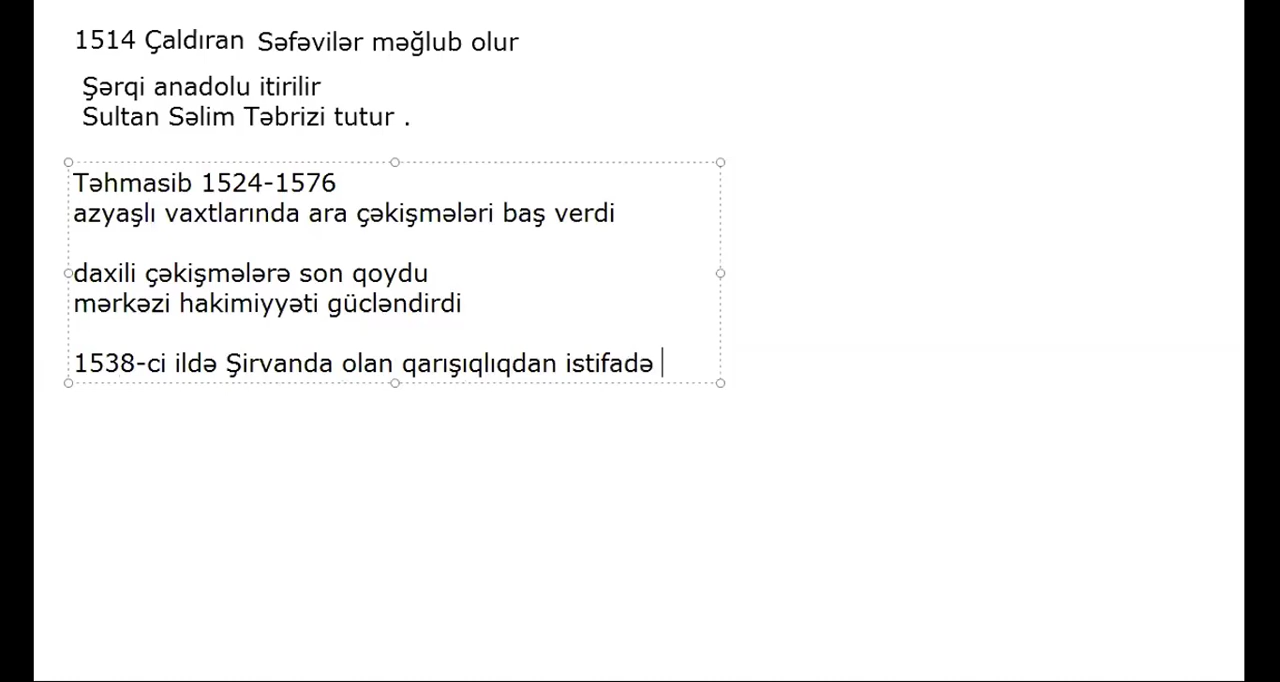 1514 Çaldıran Səfəvilər məğlub olur
Şərqi anadolu itirilir
Sultan Səlim Təbrizi tutur .
Təhmasib 1524-1576
azyaşlı vaxtlarında ara çəkişmələri baş verdi
daxili çəkişmələrə son qoydu
mərkəzi hakimiyyəti gücləndirdi
1538-ci ildə Şirvanda olan qarışıqlıqdan istifadə